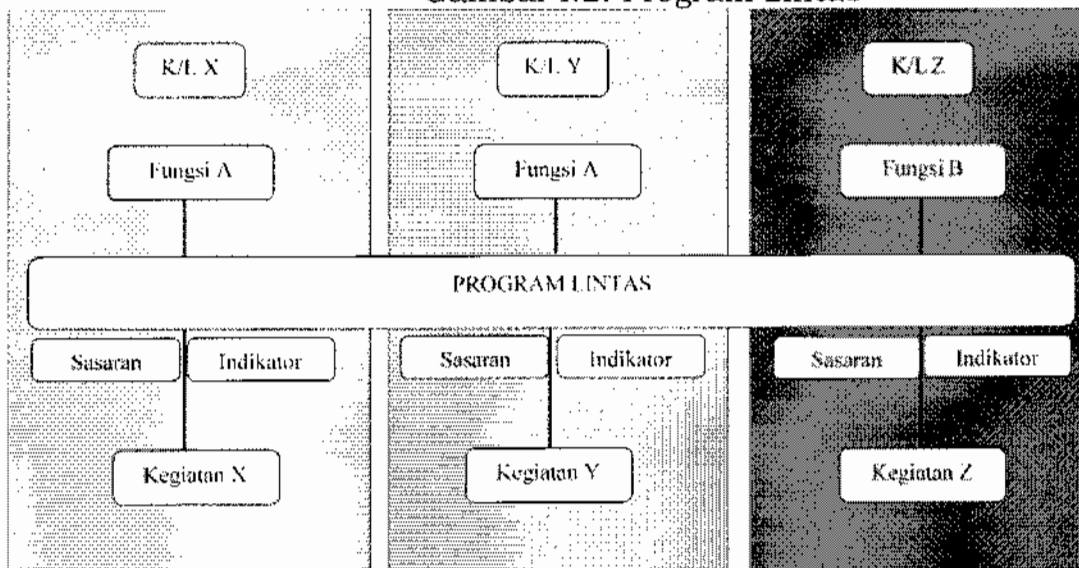 K/L X
K/L Y
K/L Z
Fungsi A
Fungsi A
Fungsi B
PROGRAM LINTAS
Sasaran
Indikator
Sasaran
Indikator
Sasaran
Indikator
Kegiatan X
Kegiatan Y
Kegiatan Z